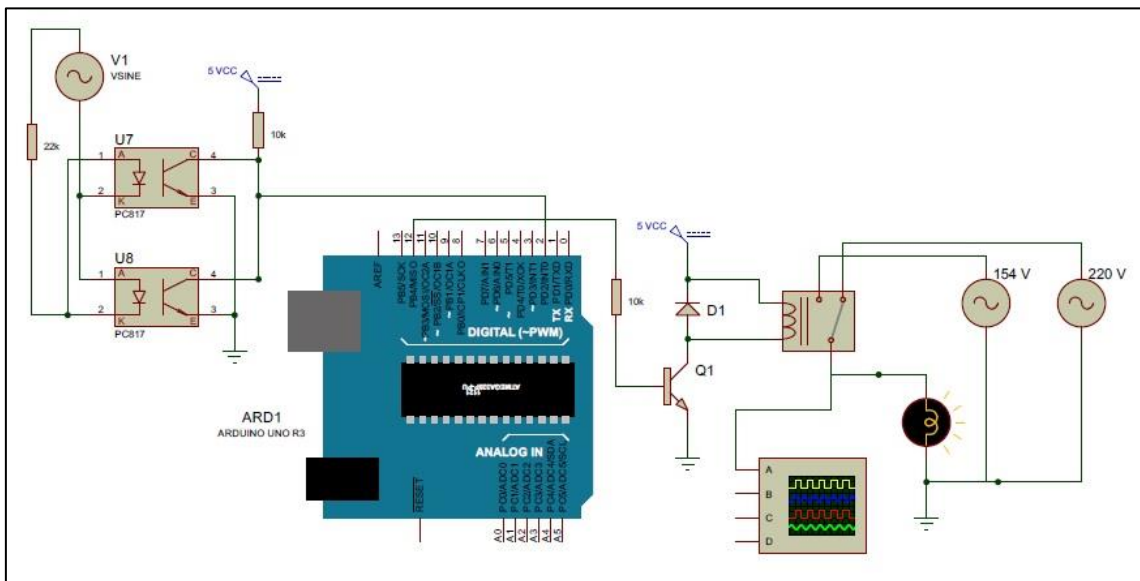 V1
VSINE
5 VCC
22k
10k
U7
1
A
C
4
2
K
E
3
PC817
U8
1
A
C
4
2
K
E
3
PC817
AREF
13
12
11
10
9
8
7
6
5
4
3
2
1
0
PB5/SCK
PB4/MISO
~PB3/MOSI/OC2A
~PB2/SS/OC1B
~PB1/OC1A
PB0/ICP1/CLKO
PD7/AIN1
~PD6/AIN0
~PD5/T1
PD4/T0/XCK
~PD3/INT1
PD2/INT0
TX PD1/TXD
RX PD0/RXD
DIGITAL (~PWM)
ARD1
ARDUINO UNO R3
ANALOG IN
RESET
PC0/ADC0
PC1/ADC1
PC2/ADC2
PC3/ADC3
PC4/ADC4/SDA
PC5/ADC5/SCL
A0
A1
A2
A3
A4
A5
10k
5 VCC
D1
Q1
154 V
220 V
A
B
C
D